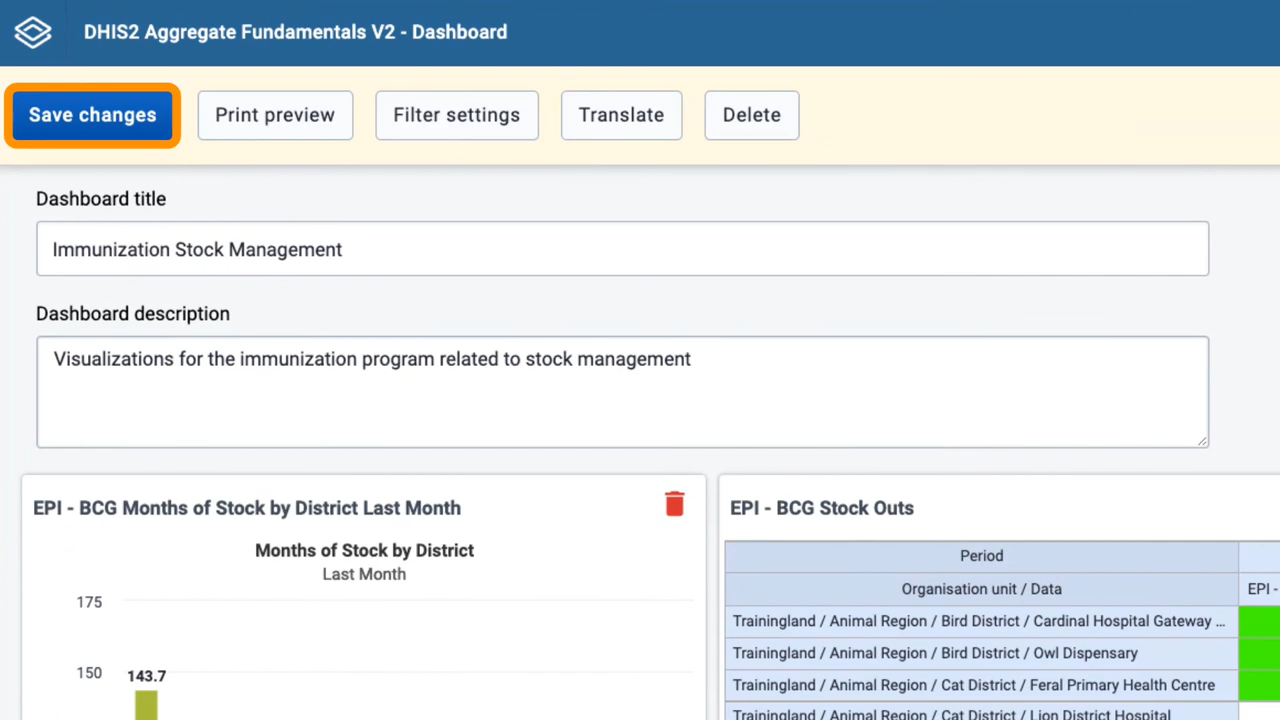 DHIS2 Aggregate Fundamentals V2 - Dashboard
Save changes
Print preview
Filter settings
Translate
Delete
Dashboard title
Immunization Stock Management
Dashboard description
Visualizations for the immunization program related to stock management
EPI - BCG Months of Stock by District Last Month
Months of Stock by District
Last Month
175
150
143.7
EPI - BCG Stock Outs
Period
Organisation unit / Data
EPI -
Trainingland / Animal Region / Bird District / Cardinal Hospital Gateway ...
Trainingland / Animal Region / Bird District / Owl Dispensary
Trainingland / Animal Region / Cat District / Feral Primary Health Centre
Trainingland / Animal Region / Cat District / Lion District Hospital